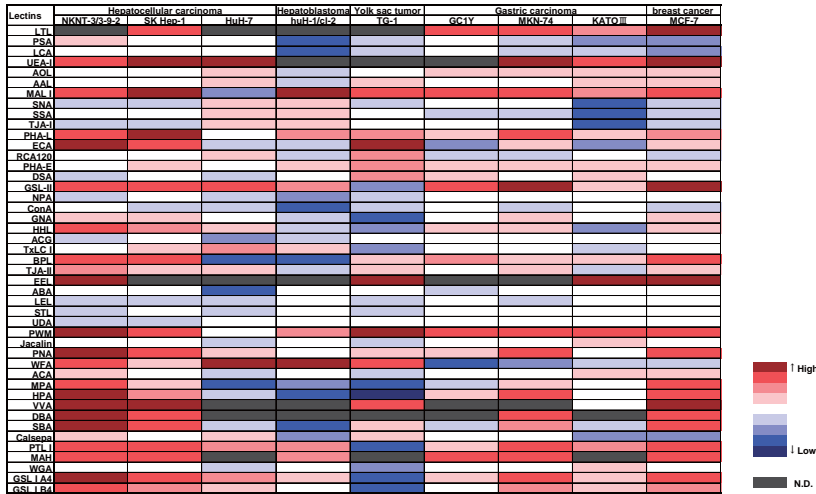 Lectins
Hepatocellular carcinoma Hepatoblastoma Yolk sac tumor Gastric carcinoma breast cancer
NKNT-3/3-9-2 SK Hep-1 HuH-7 huH-1/cl-2 TG-1 GC1Y MKN-74 KATOⅢ MCF-7
LTL
PSA
LCA
UEA-I
AOL
AAL
MAL I
SNA
SSA
TJA-I
PHA-L
ECA
RCA120
PHA-E
DSA
GSL-II
NPA
ConA
GNA
HHL
ACG
TxLC I
BPL
TJA-II
EEL
ABA
LEL
STL
UDA
PWM
Jacalin
PNA
WFA
ACA
MPA
HPA
VVA
DBA
SBA
Calsepa
PTL I
MAH
WGA
GSL I A4
GSL I B4
↑ High
↓ Low
N.D.